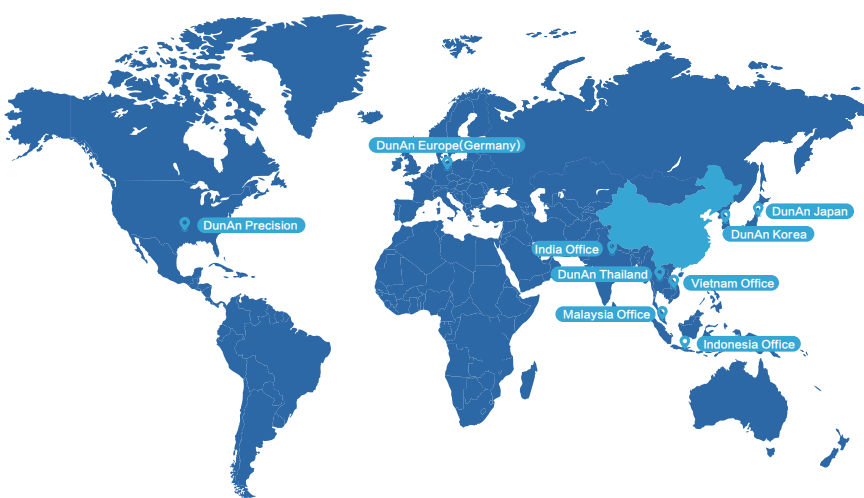 DunAn Europe(Germany)
DunAn Precision
DunAn Japan
DunAn Korea
India Office
DunAn Thailand
Vietnam Office
Malaysia Office
Indonesia Office